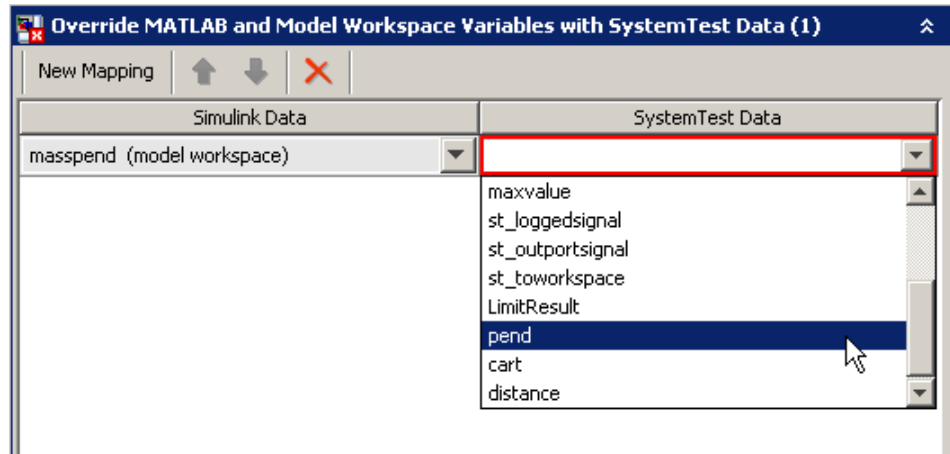 Override MATLAB and Model Workspace Variables with SystemTest Data (1)
New Mapping
Simulink Data SystemTest Data
masspend (model workspace)
maxvalue
st_loggedsignal
st_outportsignal
st_toworkspace
LimitResult
pend
cart
distance